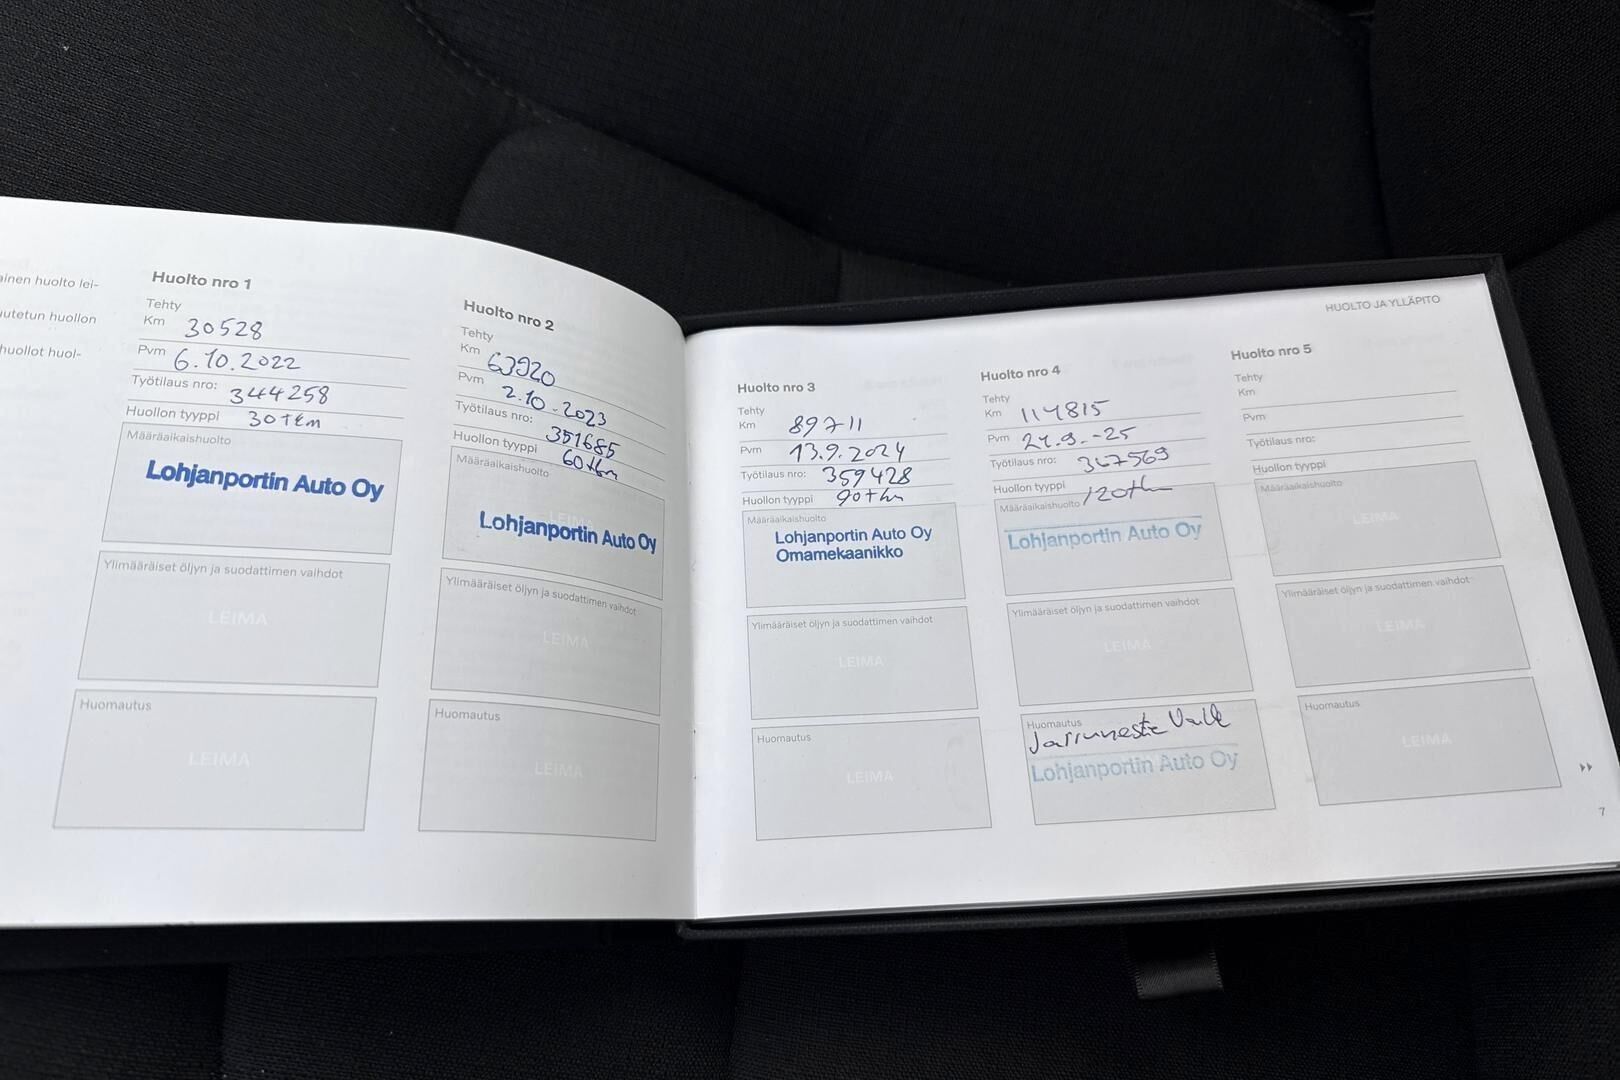 ainen huolto lei-
utetun huollon
huollot huol-
Huolto nro 1
Tehty
Km 30528
Pvm 6.10.2022
Työtilaus nro: 344258
Huollon tyyppi 30tkm
Määräaikaishuolto
Lohjanportin Auto Oy
Ylimääräiset öljyn ja suodattimen vaihdot
LEIMA
Huomautus
LEIMA
Huolto nro 2
Tehty
Km 63920
Pvm 2.10.2023
Työtilaus nro: 351685
Huollon tyyppi 60tkm
Määräaikaishuolto
LEIMA
Lohjanportin Auto Oy
Ylimääräiset öljyn ja suodattimen vaihdot
LEIMA
Huomautus
LEIMA
HUOLTO JA YLLÄPITO
Huolto nro 3
Tehty
Km 89711
Pvm 13.9.2024
Työtilaus nro: 359428
Huollon tyyppi 90tkm
Määräaikaishuolto
Lohjanportin Auto Oy
Omamekaanikko
Ylimääräiset öljyn ja suodattimen vaihdot
LEIMA
Huomautus
LEIMA
Huolto nro 4
Tehty
Km 114815
Pvm 24.9.-25
Työtilaus nro: 367569
Huollon tyyppi 120tkm
Määräaikaishuolto
Lohjanportin Auto Oy
Ylimääräiset öljyn ja suodattimen vaihdot
LEIMA
Huomautus
Jarruneste
Lohjanportin Auto Oy
Huolto nro 5
Tehty
Km
Pvm
Työtilaus nro:
Huollon tyyppi
Määräaikaishuolto
LEIMA
Ylimääräiset öljyn ja suodattimen vaihdot
LEIMA
Huomautus
LEIMA
7